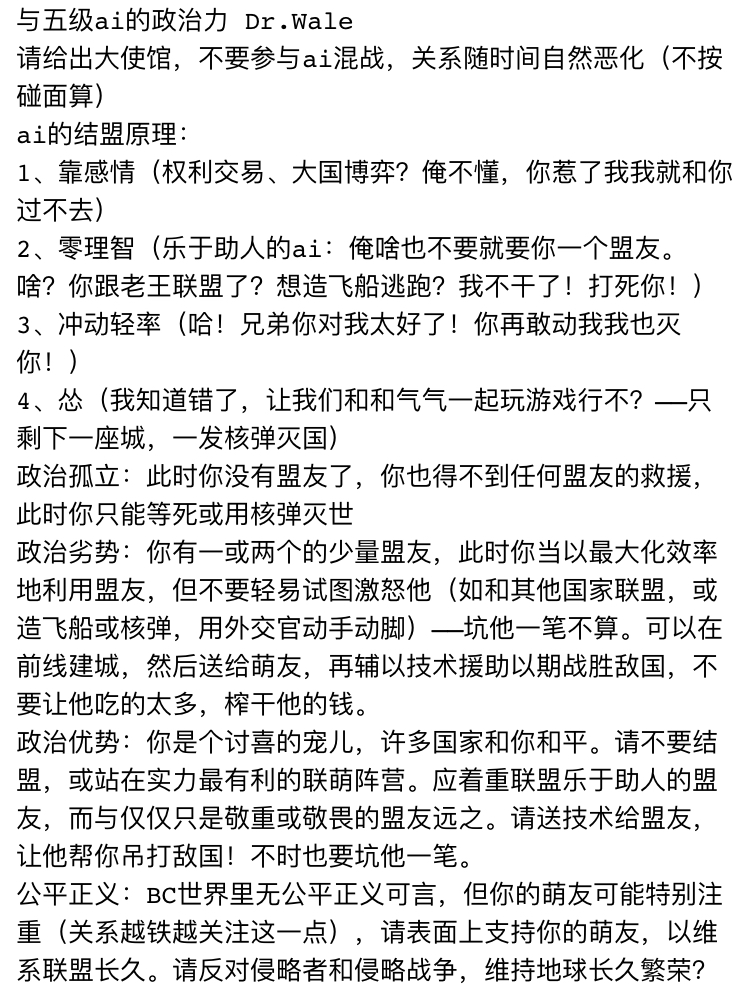 与五级ai的政治力 Dr.Wale
请给出大使馆，不要参与ai混战，关系随时间自然恶化（不按
碰面算）
ai的结盟原理：
1、靠感情（权利交易、大国博弈？俺不懂，你惹了我我就和你
过不去）
2、零理智（乐于助人的ai：俺啥也不要就要你一个盟友。
啥？你跟老王联盟了？想造飞船逃跑？我不干了！打死你！）
3、冲动轻率（哈！兄弟你对我太好了！你再敢动我我也灭
你！）
4、怂（我知道错了，让我们和和气气一起玩游戏行不？——只
剩下一座城，一发核弹灭国）
政治孤立：此时你没有盟友了，你也得不到任何盟友的救援，
此时你只能等死或用核弹灭世
政治劣势：你有一或两个的少量盟友，此时你当以最大化效率
地利用盟友，但不要轻易试图激怒他（如和其他国家联盟，或
造飞船或核弹，用外交官动手动脚）——坑他一笔不算。可以在
前线建城，然后送给萌友，再辅以技术援助以期战胜敌国，不
要让他吃的太多，榨干他的钱。
政治优势：你是个讨喜的宠儿，许多国家和你和平。请不要结
盟，或站在实力最有利的联萌阵营。应着重联盟乐于助人的盟
友，而与仅仅只是敬重或敬畏的盟友远之。请送技术给盟友，
让他帮你吊打敌国！不时也要坑他一笔。
公平正义：BC世界里无公平正义可言，但你的萌友可能特别注
重（关系越铁越关注这一点），请表面上支持你的萌友，以维
系联盟长久。请反对侵略者和侵略战争，维持地球长久繁荣？